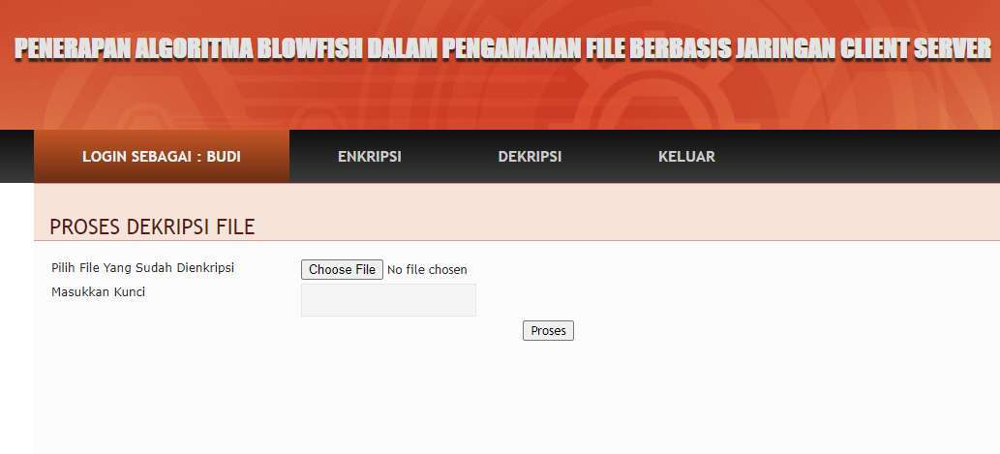 PENERAPAN ALGORITMA BLOWFISH DALAM PENGAMANAN FILE BERBASIS JARINGAN CLIENT SERVER
LOGIN SEBAGAI : BUDI ENKRIPSI DEKRIPSI KELUAR
PROSES DEKRIPSI FILE
Pilih File Yang Sudah Dienkripsi Choose File No file chosen
Masukkan Kunci
Proses